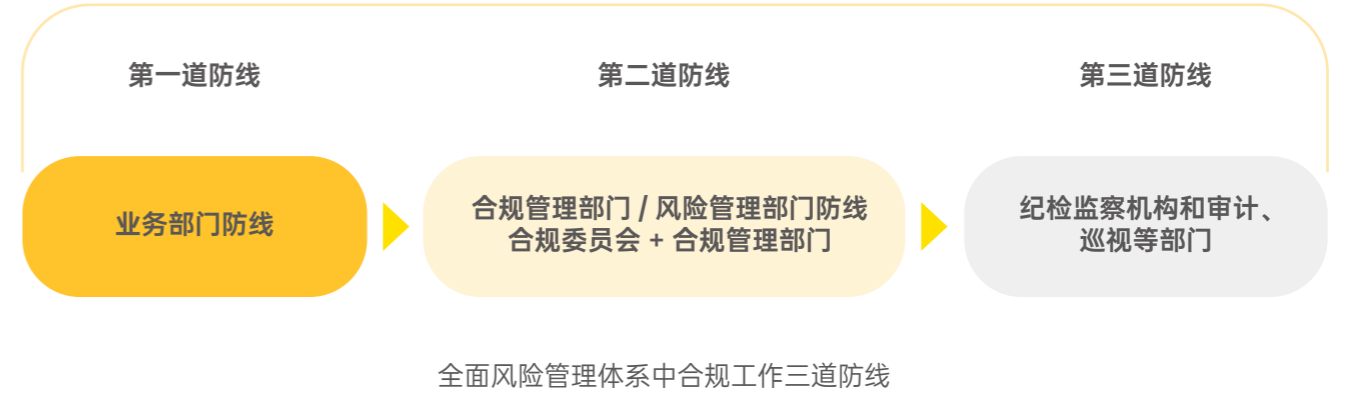 第一道防线
第二道防线
第三道防线
业务部门防线
合规管理部门 / 风险管理部门防线
合规委员会 + 合规管理部门
纪检监察机构和审计、
巡视等部门
全面风险管理体系中合规工作三道防线